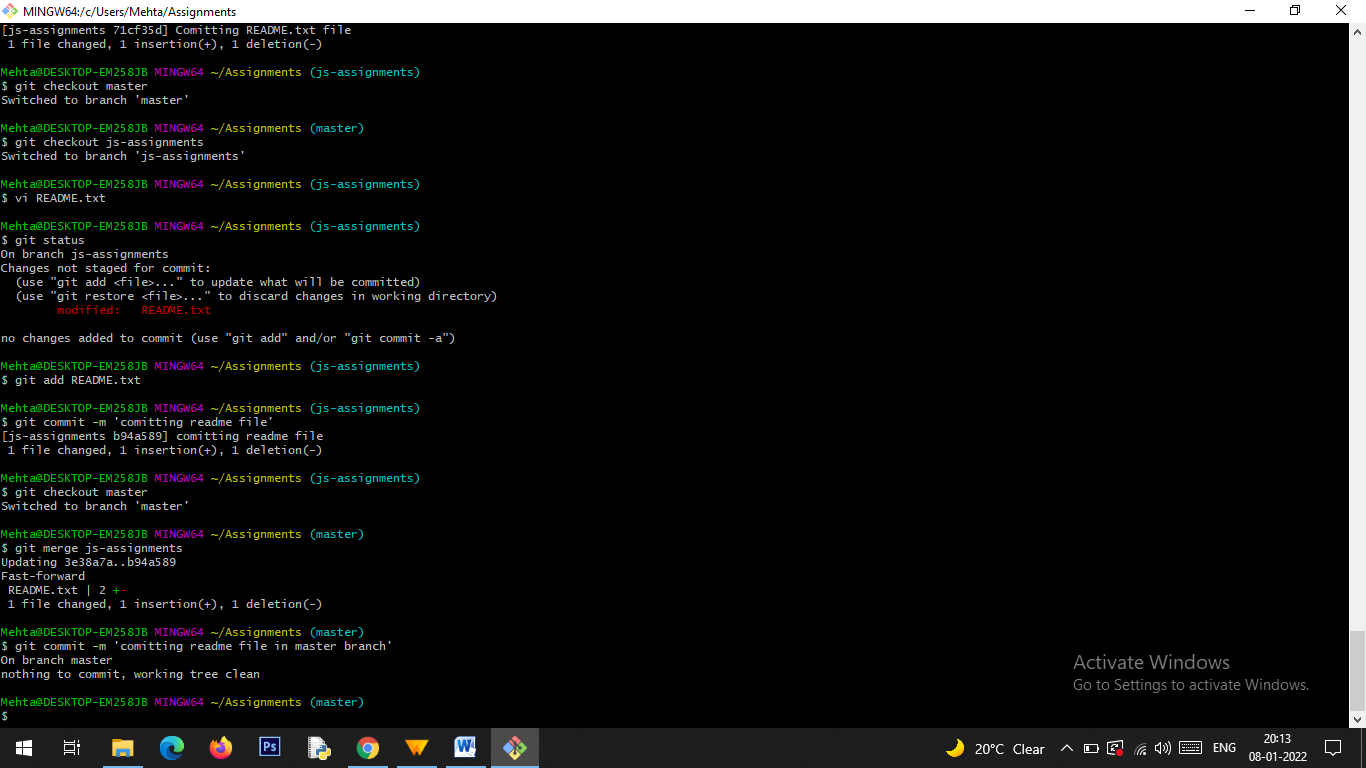 MINGW64:/c/Users/Mehta/Assignments
[js-assignments 71cf35d] Comitting README.txt file
 1 file changed, 1 insertion(+), 1 deletion(-)
Mehta@DESKTOP-EM258JB MINGW64 ~/Assignments (js-assignments)
$ git checkout master
Switched to branch 'master'
Mehta@DESKTOP-EM258JB MINGW64 ~/Assignments (master)
$ git checkout js-assignments
Switched to branch 'js-assignments'
Mehta@DESKTOP-EM258JB MINGW64 ~/Assignments (js-assignments)
$ vi README.txt
Mehta@DESKTOP-EM258JB MINGW64 ~/Assignments (js-assignments)
$ git status
On branch js-assignments
Changes not staged for commit:
  (use "git add <file>..." to update what will be committed)
  (use "git restore <file>..." to discard changes in working directory)
        modified:   README.txt
no changes added to commit (use "git add" and/or "git commit -a")
Mehta@DESKTOP-EM258JB MINGW64 ~/Assignments (js-assignments)
$ git add README.txt
Mehta@DESKTOP-EM258JB MINGW64 ~/Assignments (js-assignments)
$ git commit -m 'comitting readme file'
[js-assignments b94a589] comitting readme file
 1 file changed, 1 insertion(+), 1 deletion(-)
Mehta@DESKTOP-EM258JB MINGW64 ~/Assignments (js-assignments)
$ git checkout master
Switched to branch 'master'
Mehta@DESKTOP-EM258JB MINGW64 ~/Assignments (master)
$ git merge js-assignments
Updating 3e38a7a..b94a589
Fast-forward
 README.txt | 2 +-
 1 file changed, 1 insertion(+), 1 deletion(-)
Mehta@DESKTOP-EM258JB MINGW64 ~/Assignments (master)
$ git commit -m 'comitting readme file in master branch'
On branch master
nothing to commit, working tree clean
Mehta@DESKTOP-EM258JB MINGW64 ~/Assignments (master)
$
Activate Windows
Go to Settings to activate Windows.
Ps
W
20°C Clear
ENG
20:13
08-01-2022